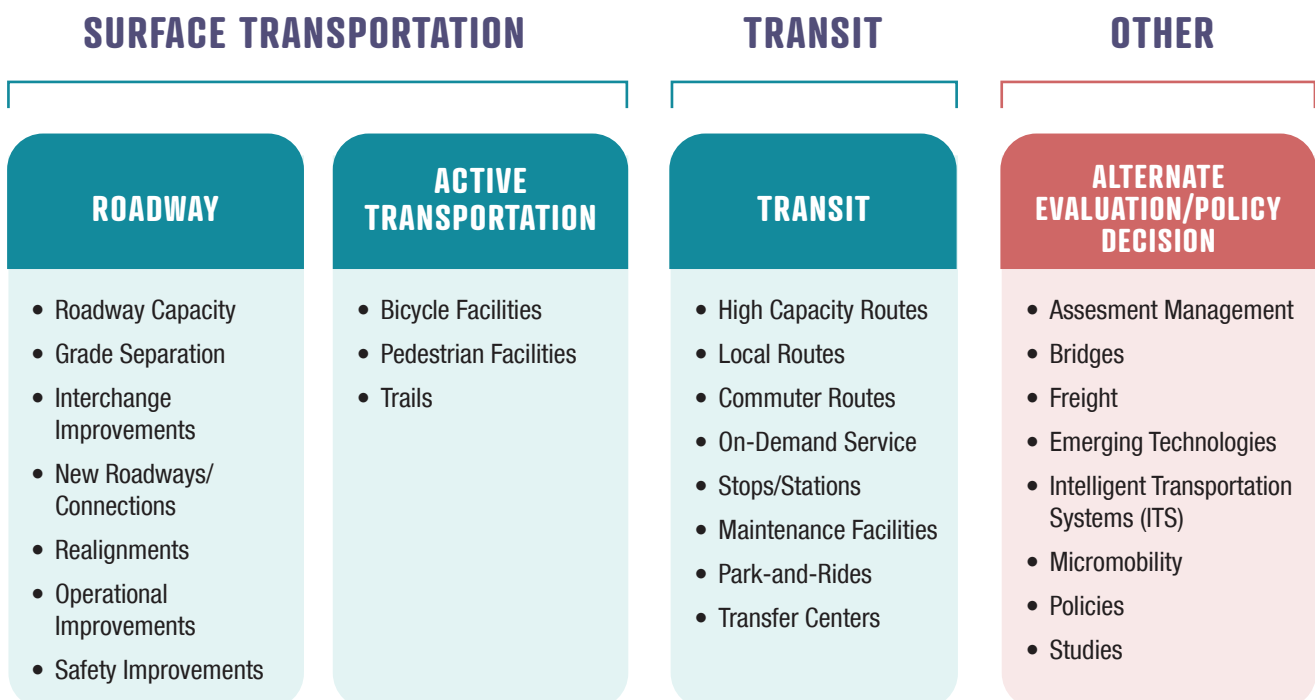 SURFACE TRANSPORTATION
TRANSIT
OTHER
ROADWAY
• Roadway Capacity
• Grade Separation
• Interchange
Improvements
• New Roadways/
Connections
• Realignments
• Operational
Improvements
• Safety Improvements
ACTIVE
TRANSPORTATION
• Bicycle Facilities
• Pedestrian Facilities
• Trails
TRANSIT
• High Capacity Routes
• Local Routes
• Commuter Routes
• On-Demand Service
• Stops/Stations
• Maintenance Facilities
• Park-and-Rides
• Transfer Centers
ALTERNATE
EVALUATION/POLICY
DECISION
• Assesment Management
• Bridges
• Freight
• Emerging Technologies
• Intelligent Transportation
Systems (ITS)
• Micromobility
• Policies
• Studies